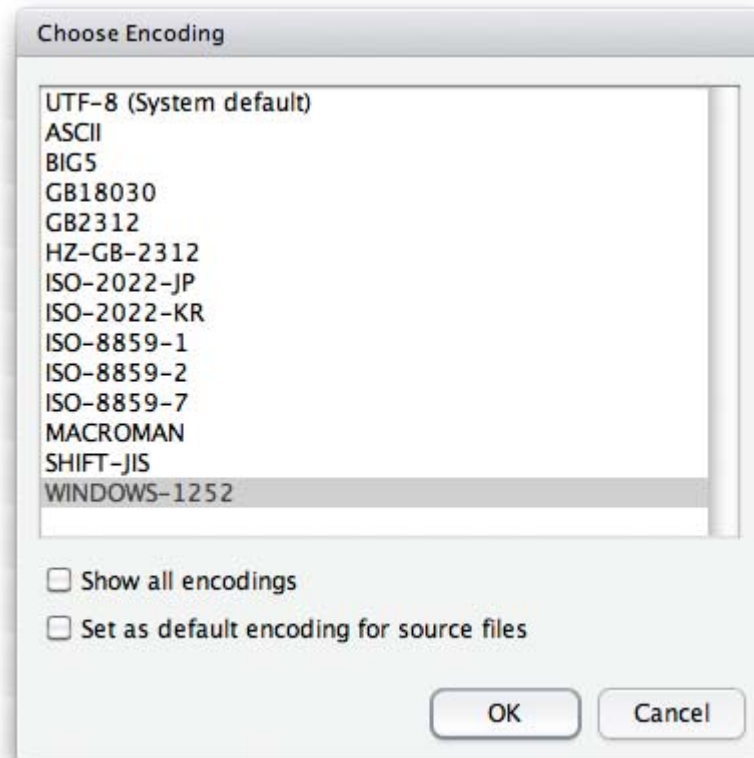 Choose Encoding
UTF-8 (System default)
ASCII
BIG5
GB18030
GB2312
HZ-GB-2312
ISO-2022-JP
ISO-2022-KR
ISO-8859-1
ISO-8859-2
ISO-8859-7
MACROMAN
SHIFT-JIS
WINDOWS-1252
Show all encodings
Set as default encoding for source files
OK Cancel